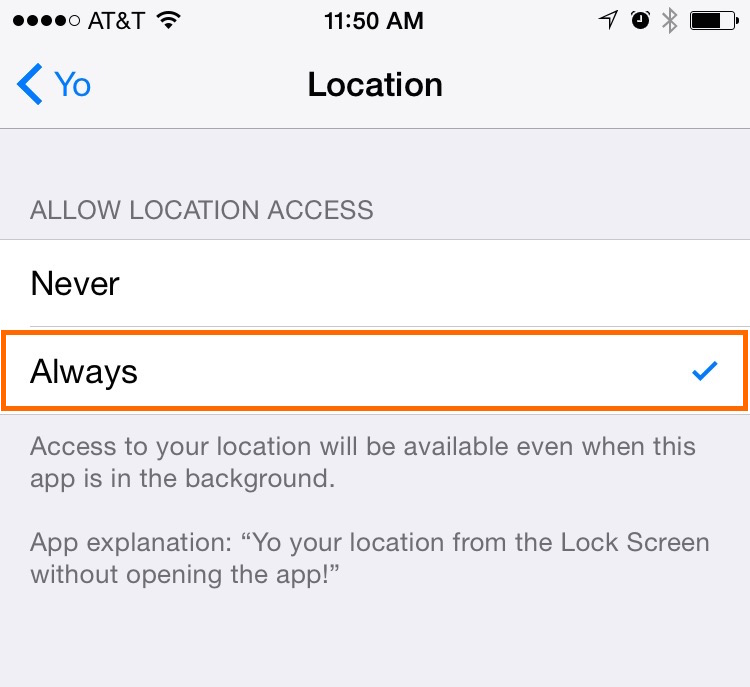 AT&T 11:50 AM
Yo Location
ALLOW LOCATION ACCESS
Never
Always
Access to your location will be available even when this
app is in the background.
App explanation: “Yo your location from the Lock Screen
without opening the app!”